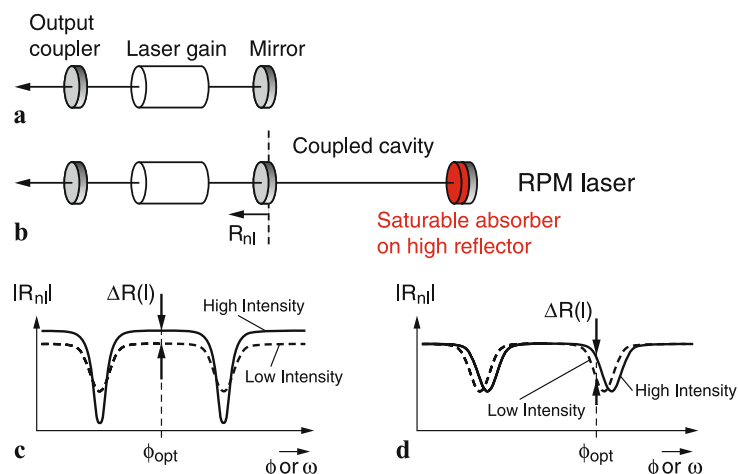 Output
coupler
Laser gain
Mirror
a
Coupled cavity
RPM laser
R_nl
Saturable absorber
on high reflector
b
|R_nl|
ΔR(I)
High Intensity
Low Intensity
ϕ_opt
ϕ or ω
c
|R_nl|
ΔR(I)
Low Intensity
High Intensity
ϕ_opt
ϕ or ω
d